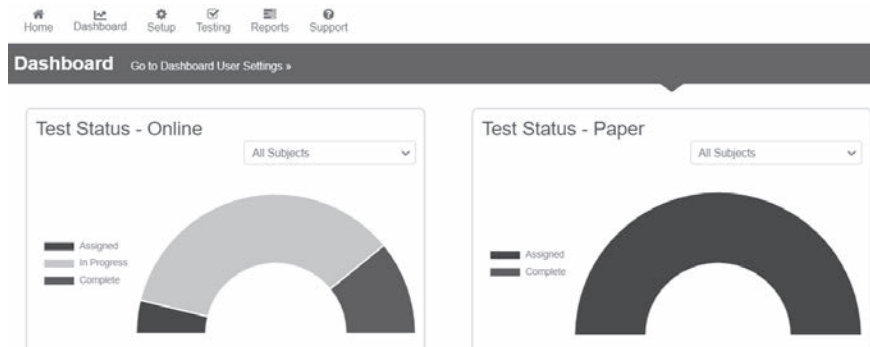 Home Dashboard Setup Testing Reports Support
Dashboard Go to Dashboard User Settings »
Test Status - Online
All Subjects
Assigned
In Progress
Complete
Test Status - Paper
All Subjects
Assigned
Complete